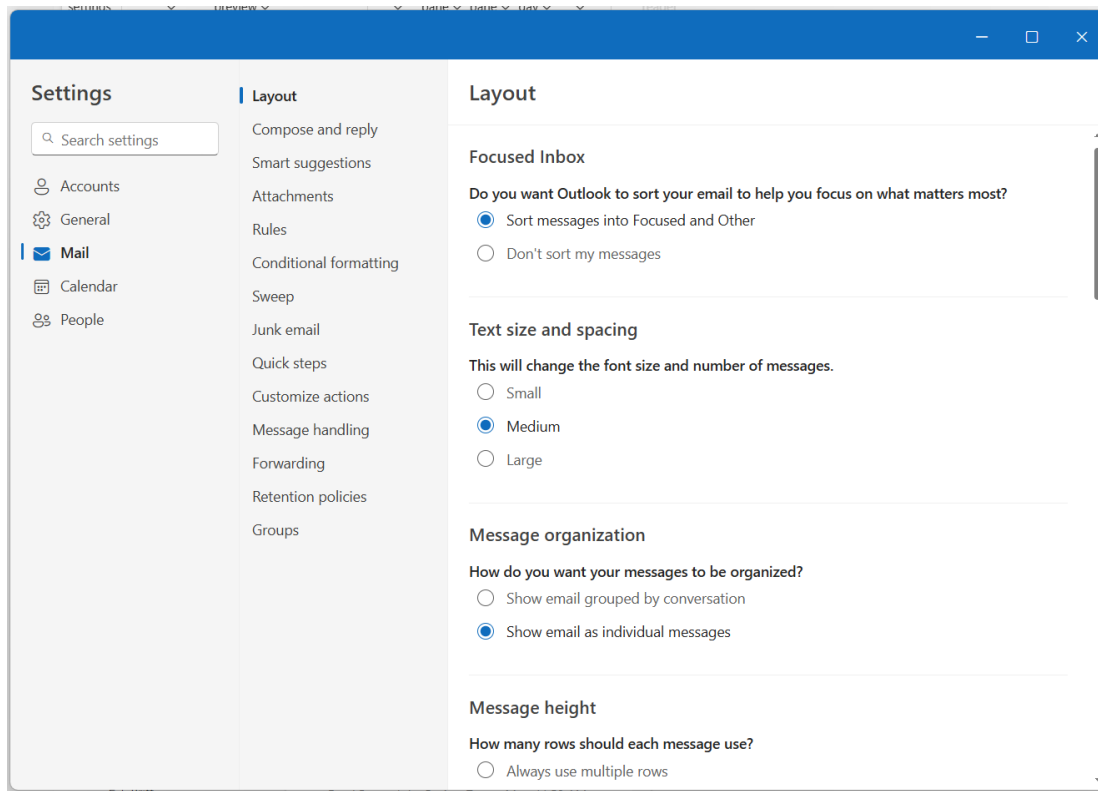 Settings
Search settings
Accounts
General
Mail
Calendar
People
Layout
Compose and reply
Smart suggestions
Attachments
Rules
Conditional formatting
Sweep
Junk email
Quick steps
Customize actions
Message handling
Forwarding
Retention policies
Groups
Layout
Focused Inbox
Do you want Outlook to sort your email to help you focus on what matters most?
Sort messages into Focused and Other
Don't sort my messages
Text size and spacing
This will change the font size and number of messages.
Small
Medium
Large
Message organization
How do you want your messages to be organized?
Show email grouped by conversation
Show email as individual messages
Message height
How many rows should each message use?
Always use multiple rows